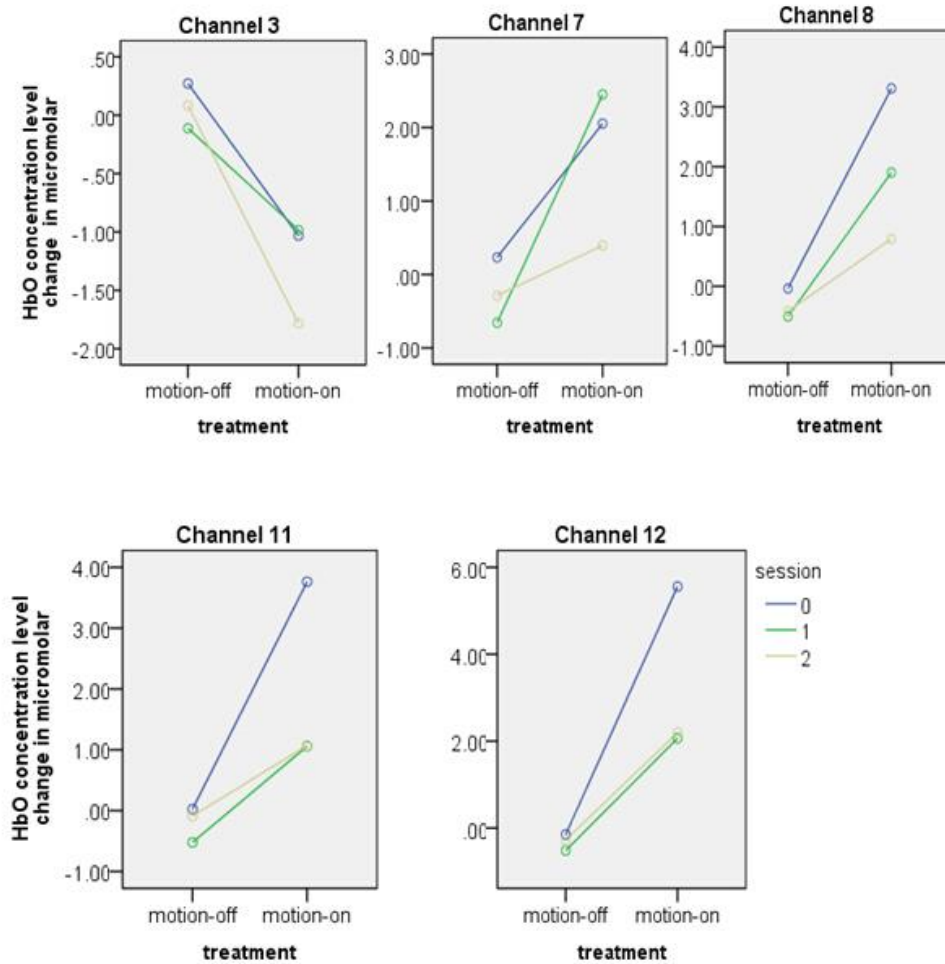 Channel 3
Channel 7
Channel 8
HbO concentration level
change in micromolar
.50
.00
-.50
-1.00
-1.50
-2.00
motion-off motion-on
treatment
3.00
2.00
1.00
.00
-1.00
motion-off motion-on
treatment
4.00
3.00
2.00
1.00
.00
-1.00
motion-off motion-on
treatment
Channel 11
Channel 12
HbO concentration level
change in micromolar
4.00
3.00
2.00
1.00
.00
-1.00
motion-off motion-on
treatment
6.00
4.00
2.00
.00
motion-off motion-on
treatment
session
0
1
2